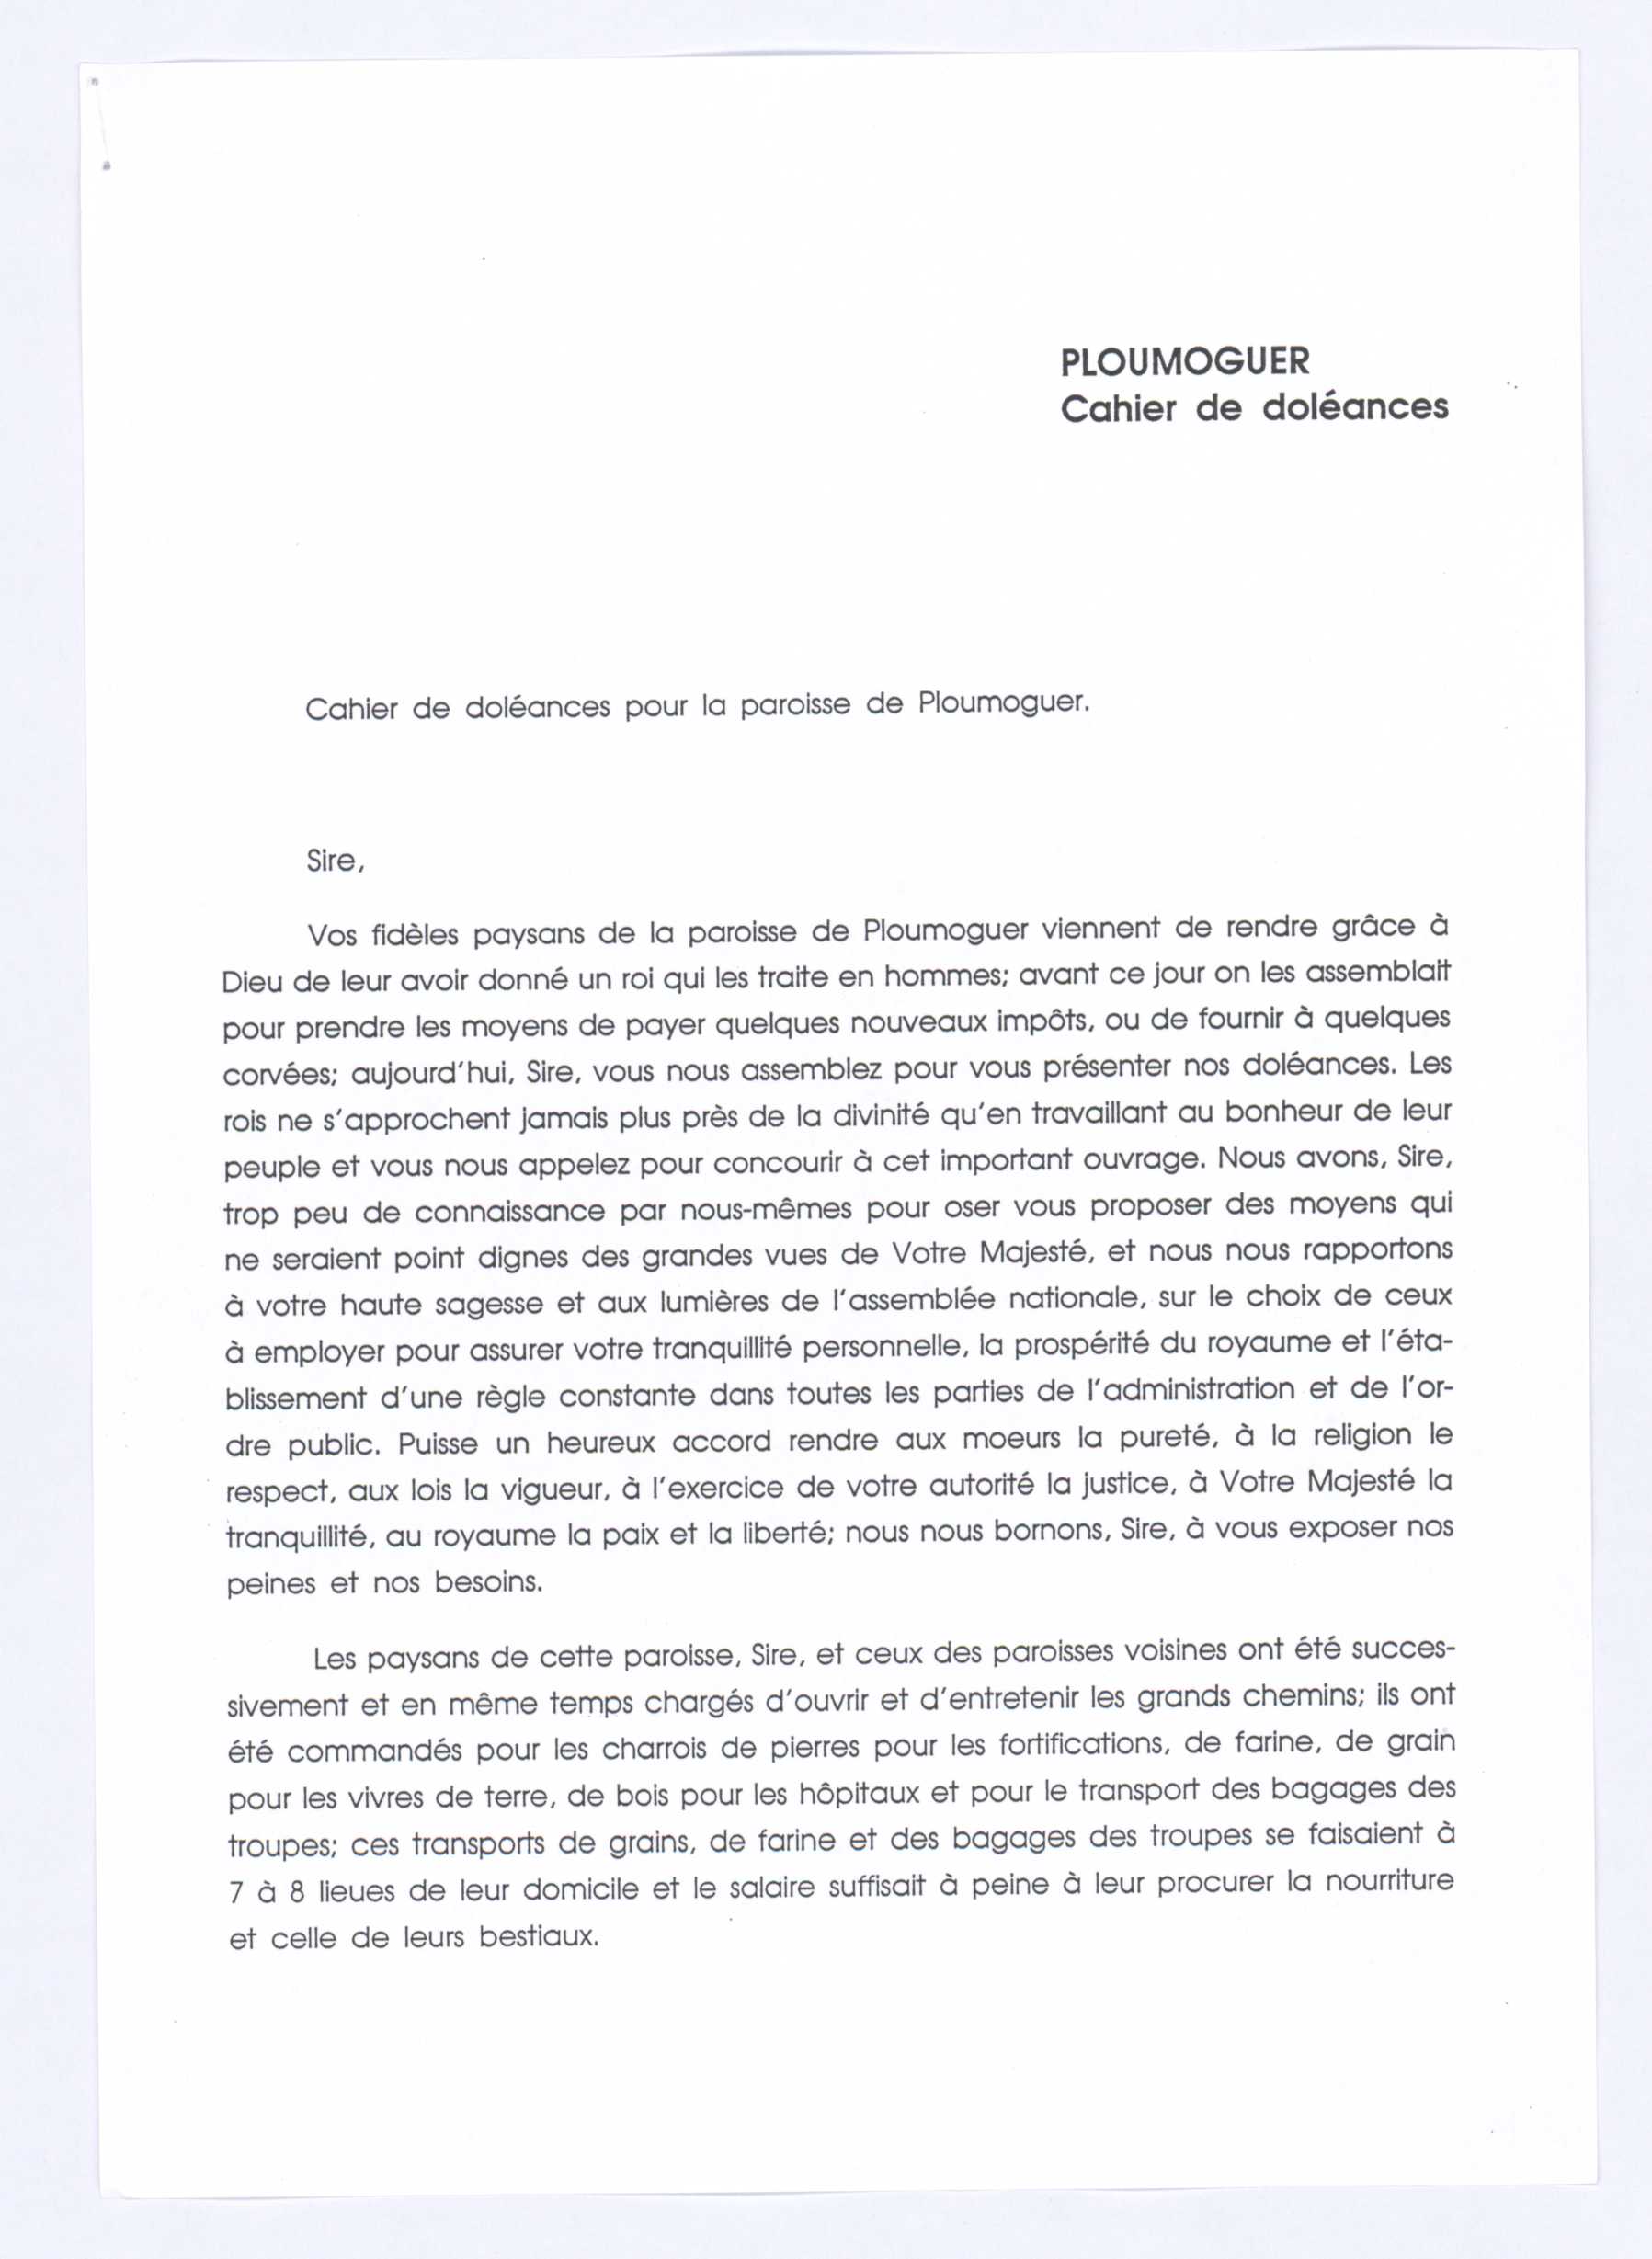 PLOUMOGUER
Cahier de doléances
Cahier de doléances pour la paroisse de Ploumoguer.
Sire,
Vos fidèles paysans de la paroisse de Ploumoguer viennent de rendre grâce à
Dieu de leur avoir donné un roi qui les traite en hommes; avant ce jour on les assemblait
pour prendre les moyens de payer quelques nouveaux impôts, ou de fournir à quelques
corvées; aujourd'hui, Sire, vous nous assemblez pour vous présenter nos doléances. Les
rois ne s'approchent jamais plus près de la divinité qu'en travaillant au bonheur de leur
peuple et vous nous appelez pour concourir à cet important ouvrage. Nous avons, Sire,
trop peu de connaissance par nous-mêmes pour oser vous proposer des moyens qui
ne seraient point dignes des grandes vues de Votre Majesté, et nous nous rapportons
à votre haute sagesse et aux lumières de l'assemblée nationale, sur le choix de ceux
à employer pour assurer votre tranquillité personnelle, la prospérité du royaume et l'éta-
blissement d'une règle constante dans toutes les parties de l'administration et de l'or-
dre public. Puisse un heureux accord rendre aux moeurs la pureté, à la religion le
respect, aux lois la vigueur, à l'exercice de votre autorité la justice, à Votre Majesté la
tranquillité, au royaume la paix et la liberté; nous nous bornons, Sire, à vous exposer nos
peines et nos besoins.
Les paysans de cette paroisse, Sire, et ceux des paroisses voisines ont été succes-
sivement et en même temps chargés d'ouvrir et d'entretenir les grands chemins; ils ont
été commandés pour les charrois de pierres pour les fortifications, de farine, de grain
pour les vivres de terre, de bois pour les hôpitaux et pour le transport des bagages des
troupes; ces transports de grains, de farine et des bagages des troupes se faisaient à
7 à 8 lieues de leur domicile et le salaire suffisait à peine à leur procurer la nourriture
et celle de leurs bestiaux.